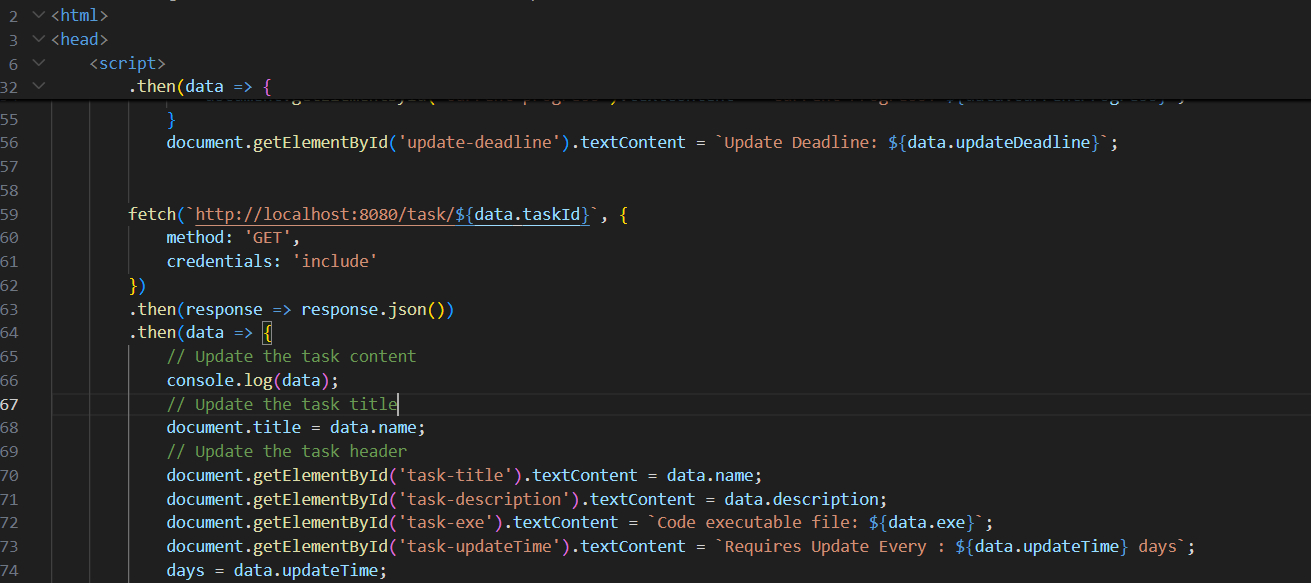 2 <html>
3 <head>
6 <script>
32 .then(data => {
55 }
56 document.getElementById('update-deadline').textContent = `Update Deadline: ${data.updateDeadline}`;
57
58
59 fetch(`http://localhost:8080/task/${data.taskId}`, {
60 method: 'GET',
61 credentials: 'include'
62 })
63 .then(response => response.json())
64 .then(data => {
65 // Update the task content
66 console.log(data);
67 // Update the task title
68 document.title = data.name;
69 // Update the task header
70 document.getElementById('task-title').textContent = data.name;
71 document.getElementById('task-description').textContent = data.description;
72 document.getElementById('task-exe').textContent = `Code executable file: ${data.exe}`;
73 document.getElementById('task-updateTime').textContent = `Requires Update Every : ${data.updateTime} days`;
74 days = data.updateTime;